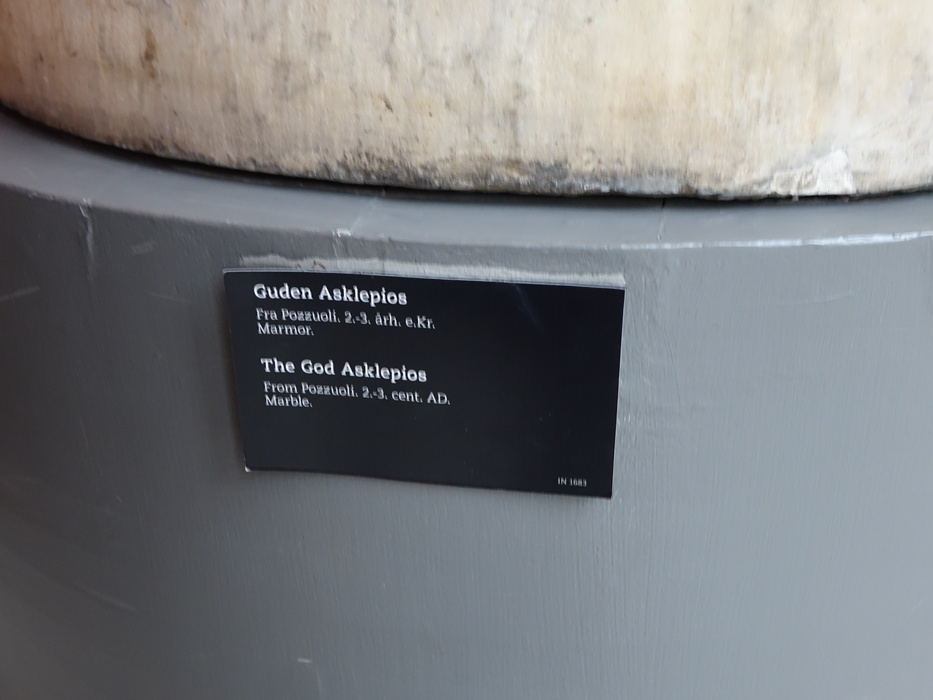 Guden Asklepios
Fra Pozzuoli. 2.-3. årh. e.Kr.
Marmor.
The God Asklepios
From Pozzuoli. 2.-3. cent. AD.
Marble.
IN 1683